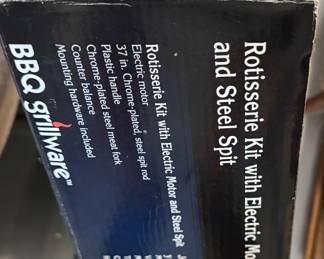 Rotisserie Kit with Electric Mo
and Steel Spit
Rotisserie Kit with Electric Motor and Steel Spit
Electric motor
37 in. Chrome-plated, steel spit rod
Plastic handle
Chrome-plated steel meat fork
Counter balance
Mounting hardware included
BBQ grillware™